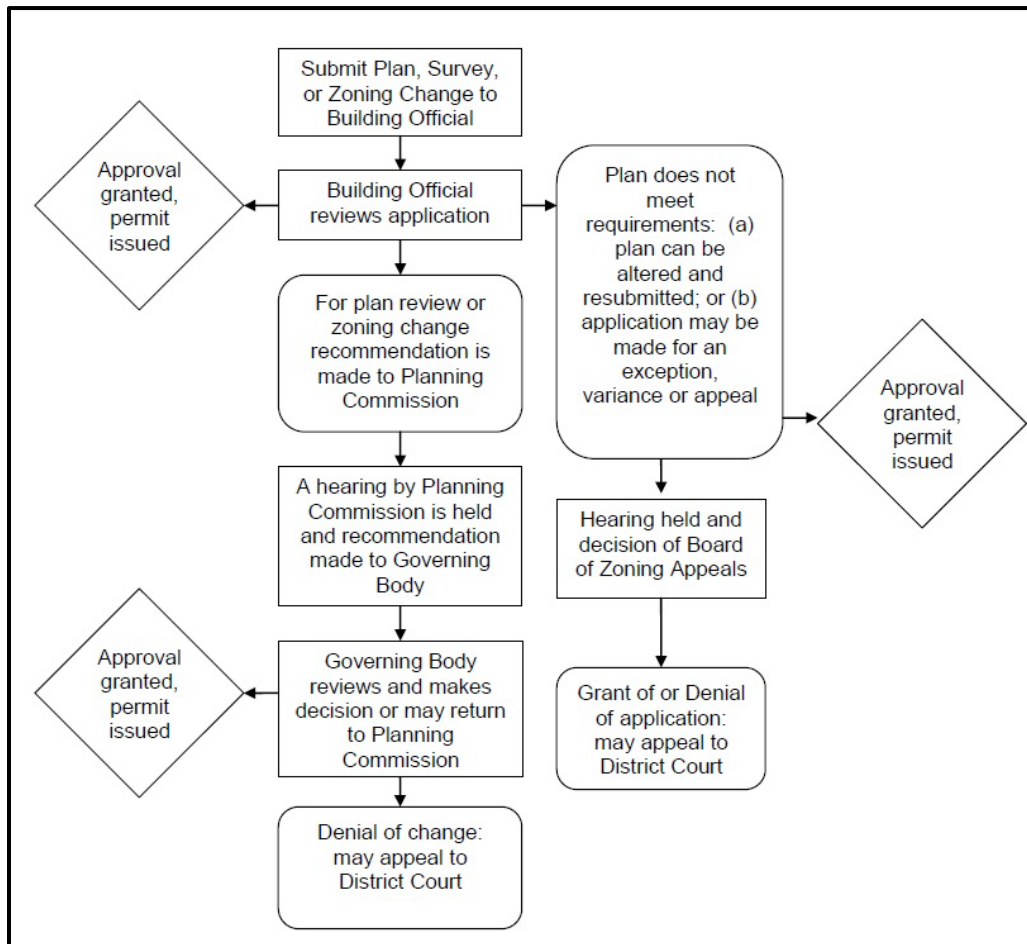 Submit Plan, Survey,
or Zoning Change to
Building Official
Approval
granted,
permit
issued
Building Official
reviews application
Plan does not
meet
requirements:  (a)
plan can be
altered and
resubmitted; or (b)
application may be
made for an
exception,
variance or appeal
For plan review or
zoning change
recommendation is
made to Planning
Commission
Approval
granted,
permit
issued
A hearing by Planning
Commission is held
and recommendation
made to Governing
Body
Hearing held and
decision of Board
of Zoning Appeals
Approval
granted,
permit
issued
Governing Body
reviews and makes
decision or may return
to Planning
Commission
Grant of or Denial
of application:
may appeal to
District Court
Denial of change:
may appeal to
District Court